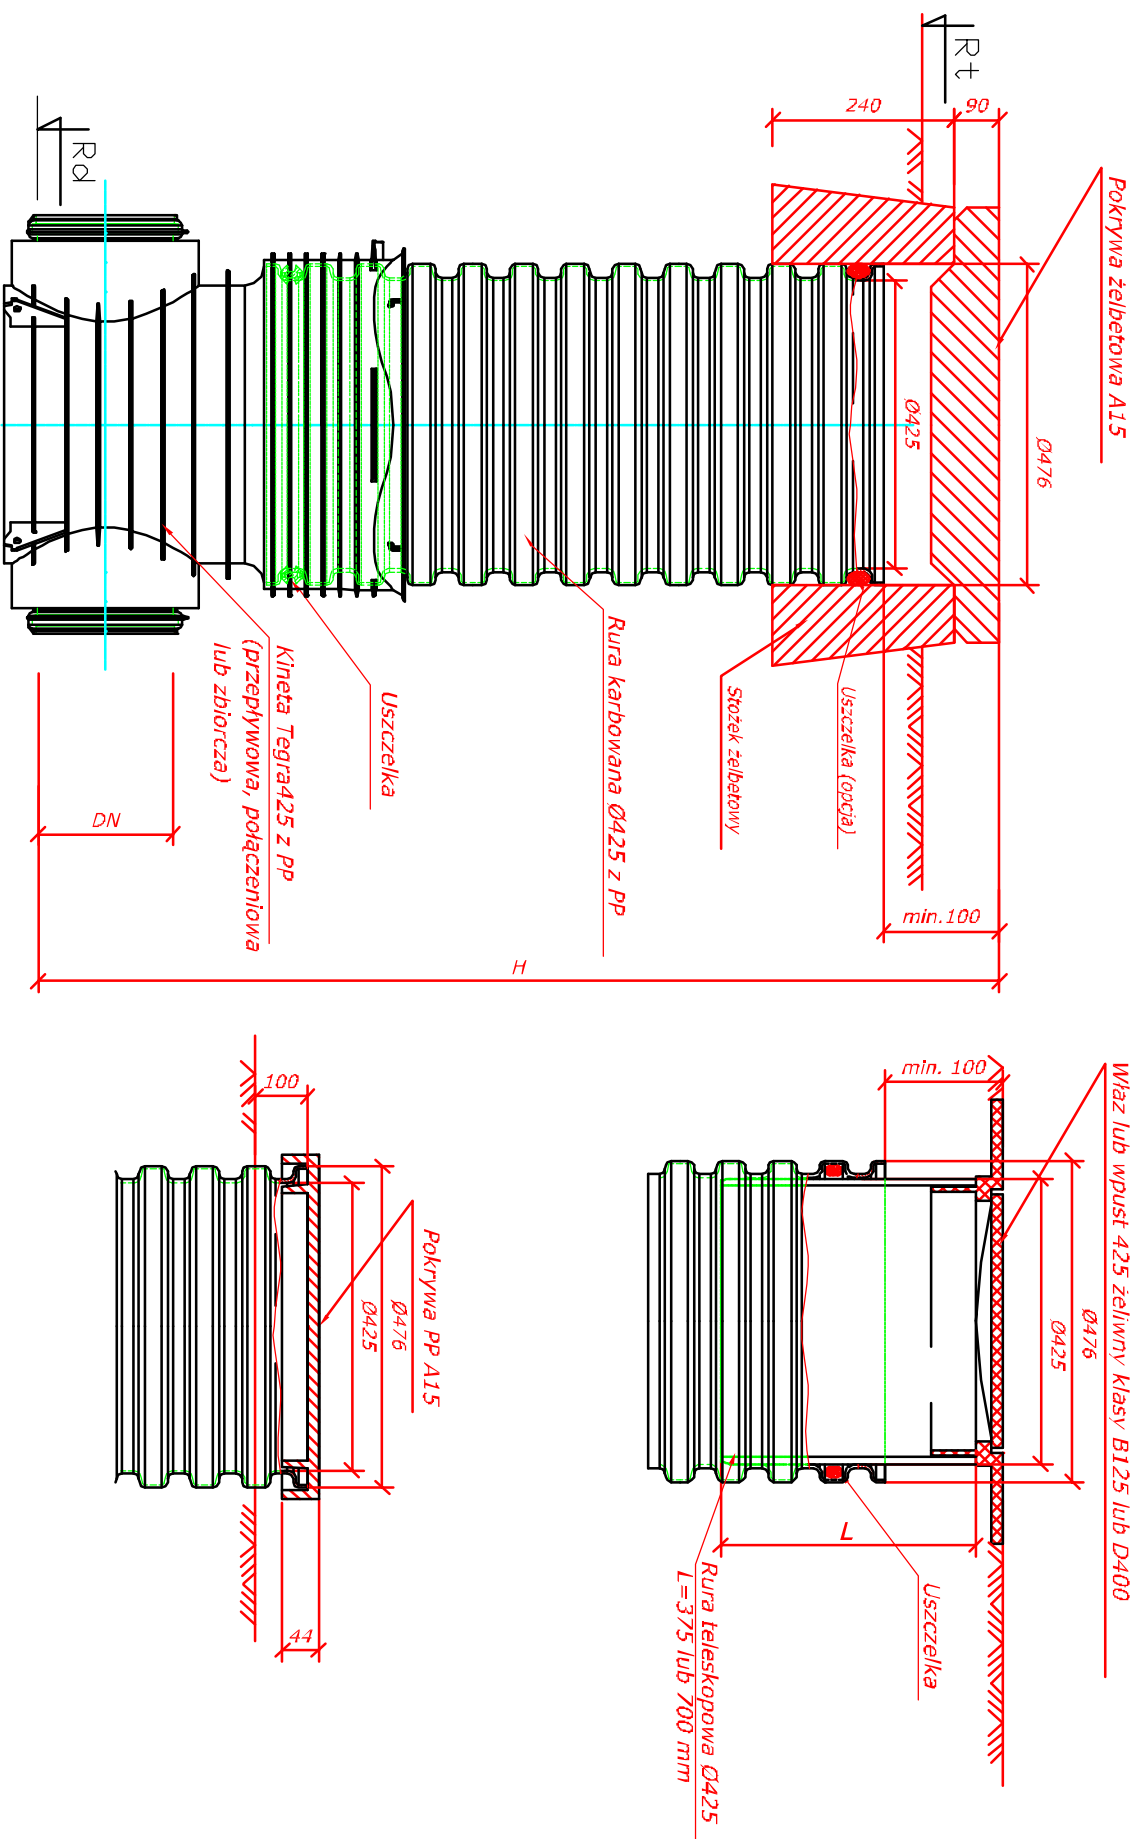 Rt
240
90
Pokrywa żelbetowa A15
Rd
Ø476
Ø425
Uszczelka (opcja)
Stożek żelbetowy
Rura karbowana Ø425 z PP
Uszczelka
Kineta Tegra425 z PP
(przepływowa, połączeniowa
lub zbiorcza)
DN
min.100
H
Właz lub wpust 425 żeliwny klasy B125 lub D400
min. 100
Ø476
Ø425
L
Uszczelka
Rura teleskopowa Ø425
L=375 lub 700 mm
100
Pokrywa PP A15
Ø476
Ø425
44